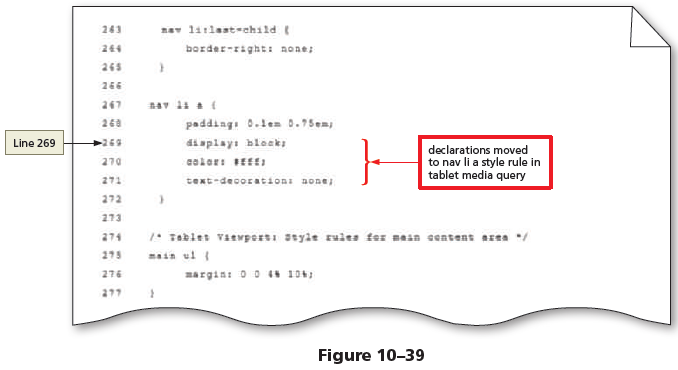 263 nav li:last-child {
264 border-right: none;
265 }
266
267 nav li a {
268 padding: 0.1em 0.75em;
Line 269
269 display: block;
270 color: #fff;
271 text-decoration: none;
declarations moved
to nav li a style rule in
tablet media query
272 }
273
274 /* Tablet Viewport: Style rules for main content area */
275 main ul {
276 margin: 0 0 4% 10%;
277 }
Figure 10–39